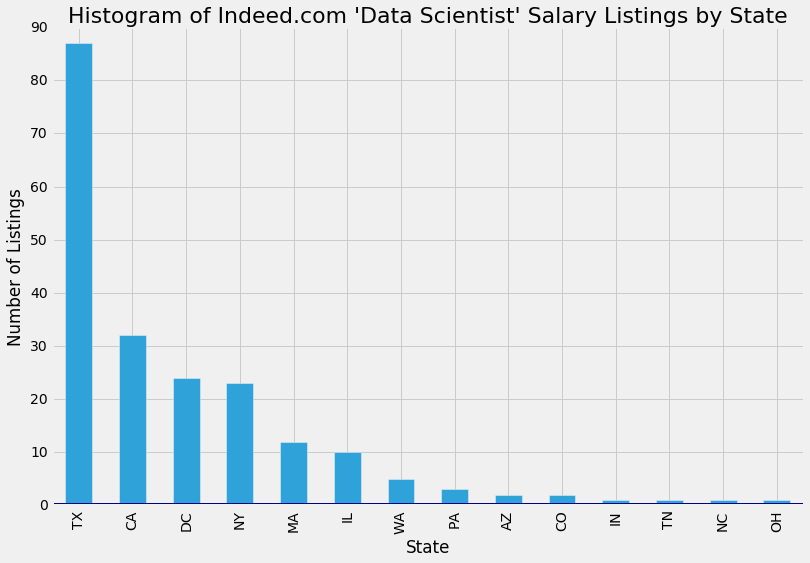 Histogram of Indeed.com 'Data Scientist' Salary Listings by State
90
80
70
60
50
40
30
20
10
0
Number of Listings
TX CA DC NY MA IL WA PA AZ CO IN TN NC OH
State